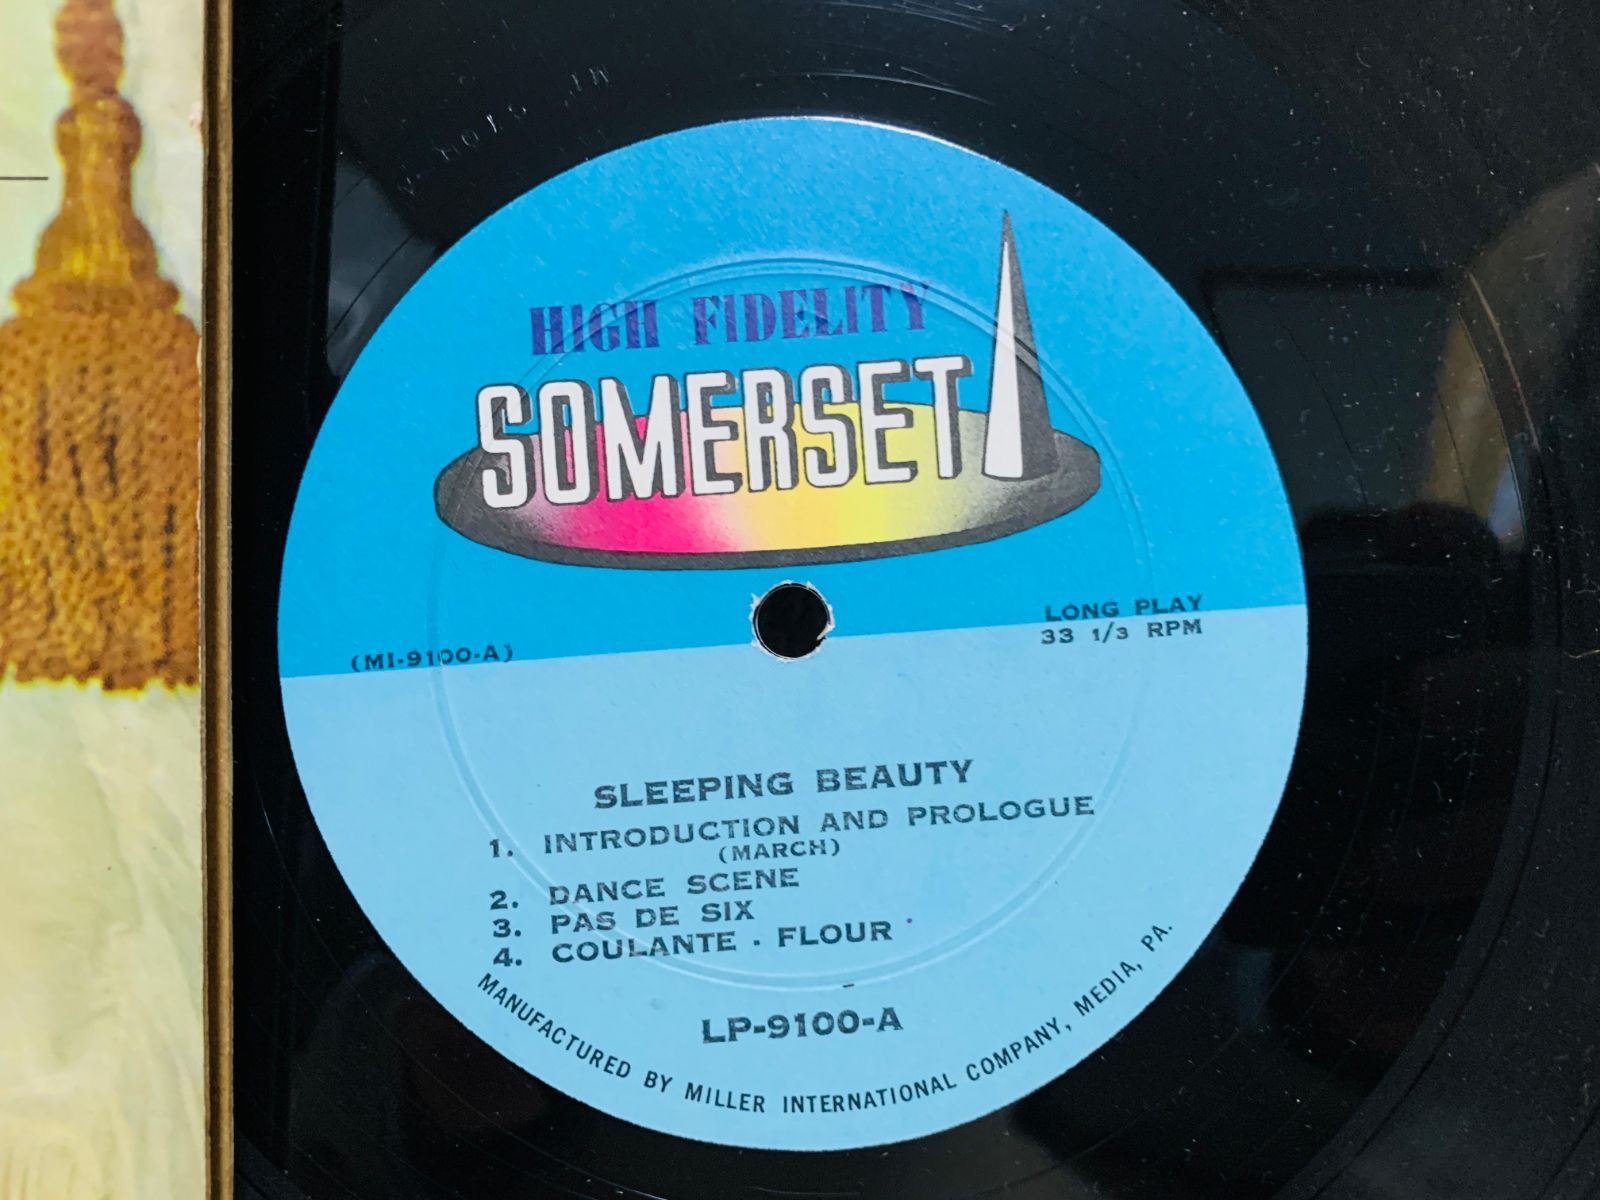 HIGH FIDELITY
SOMERSET
LONG PLAY
33 1/3 RPM
(MI-9100-A)
SLEEPING BEAUTY
1. INTRODUCTION AND PROLOGUE
(MARCH)
2. DANCE SCENE
3. PAS DE SIX
4. COULANTE . FLOUR
LP-9100-A
MANUFACTURED BY MILLER INTERNATIONAL COMPANY, MEDIA, PA.